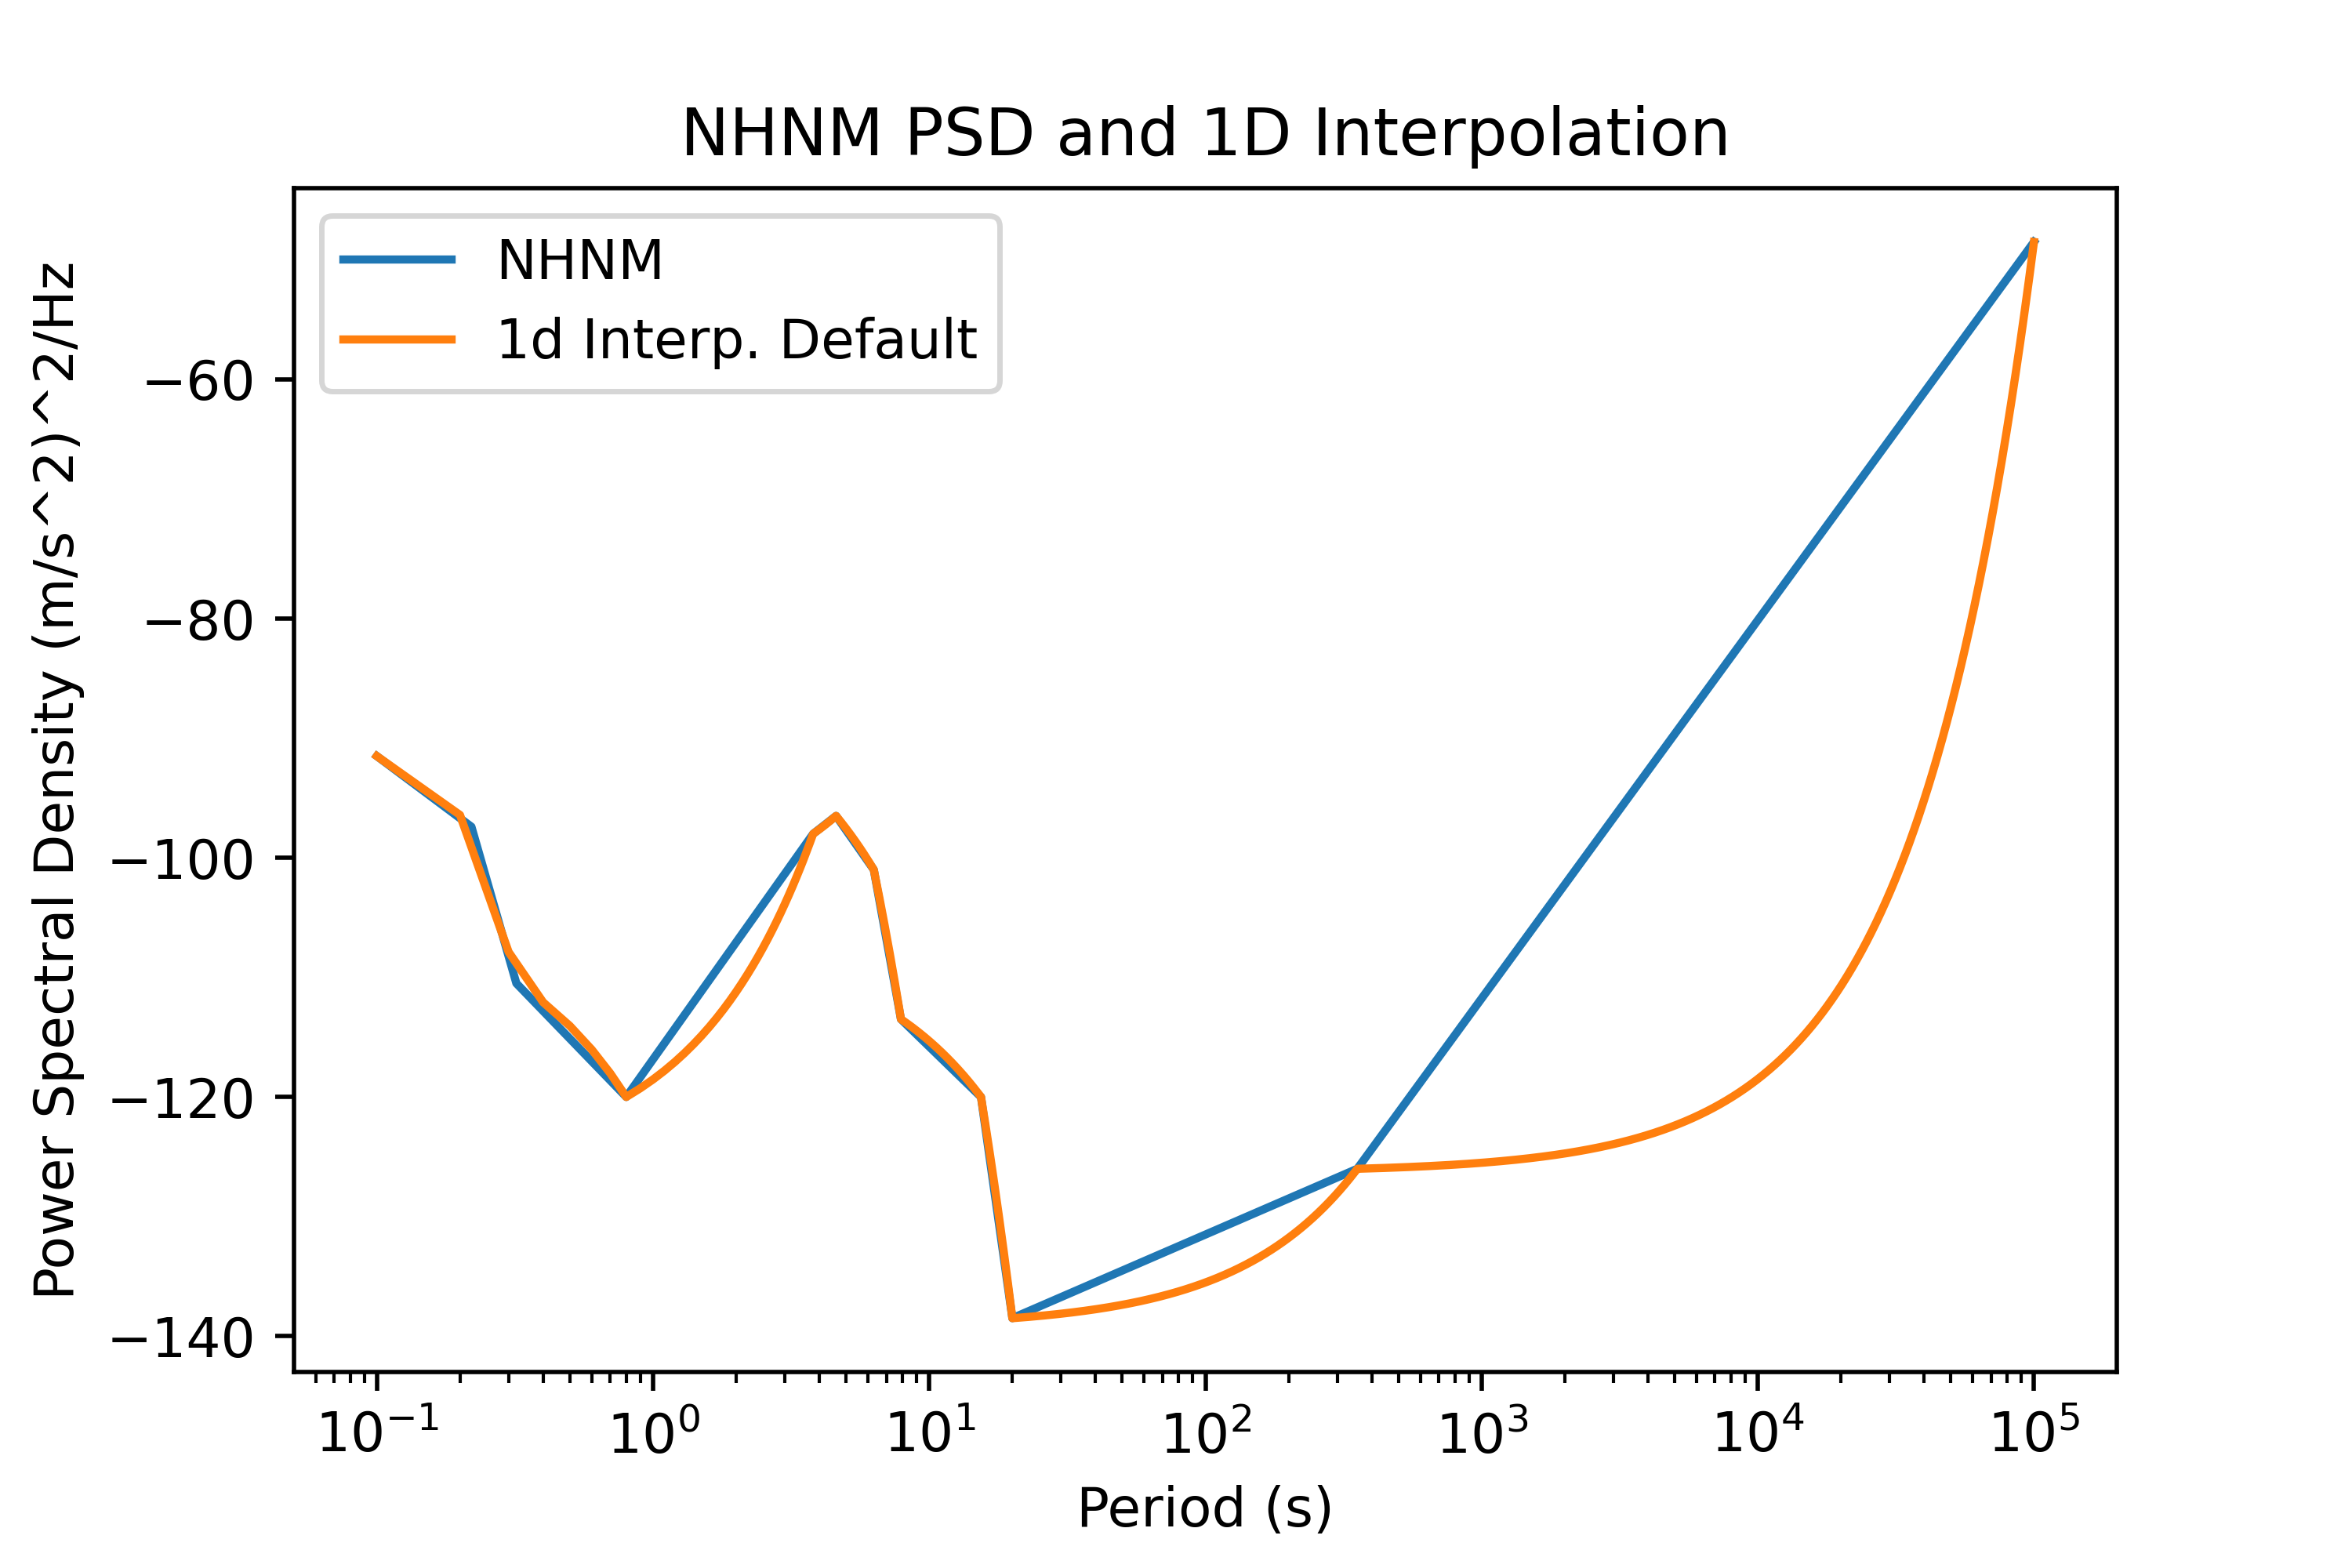 NHNM PSD and 1D Interpolation
NHNM
1d Interp. Default
Power Spectral Density (m/s^2)^2/Hz
−60
−80
−100
−120
−140
10⁻¹ 10⁰ 10¹ 10² 10³ 10⁴ 10⁵
Period (s)